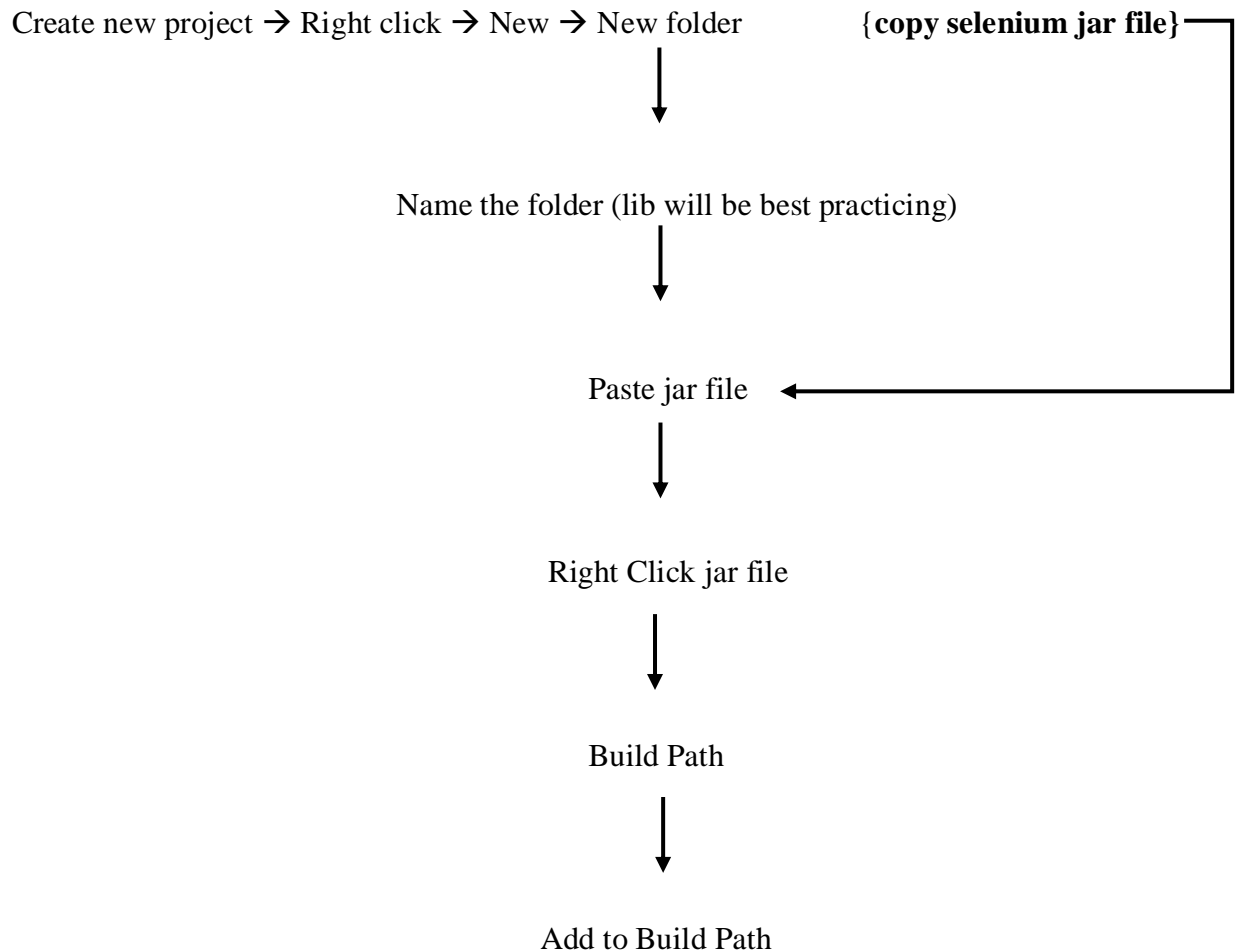 Create new project → Right click → New → New folder {copy selenium jar file}
Name the folder (lib will be best practicing)
Paste jar file
Right Click jar file
Build Path
Add to Build Path